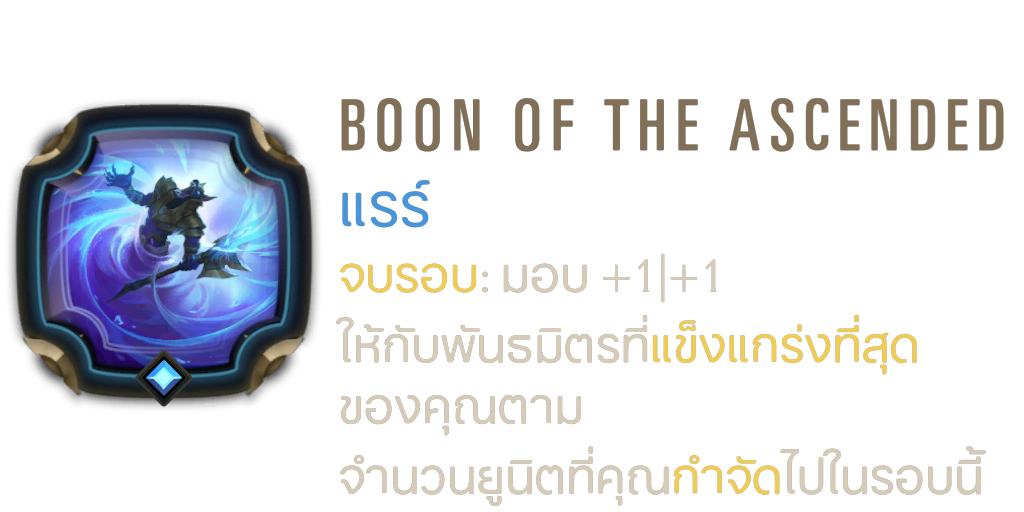 BOON OF THE ASCENDED
แรร์
จบรอบ: มอบ +1|+1
ให้กับพันธมิตรที่แข็งแกร่งที่สุด
ของคุณตาม
จำนวนยูนิตที่คุณกำจัดไปในรอบนี้